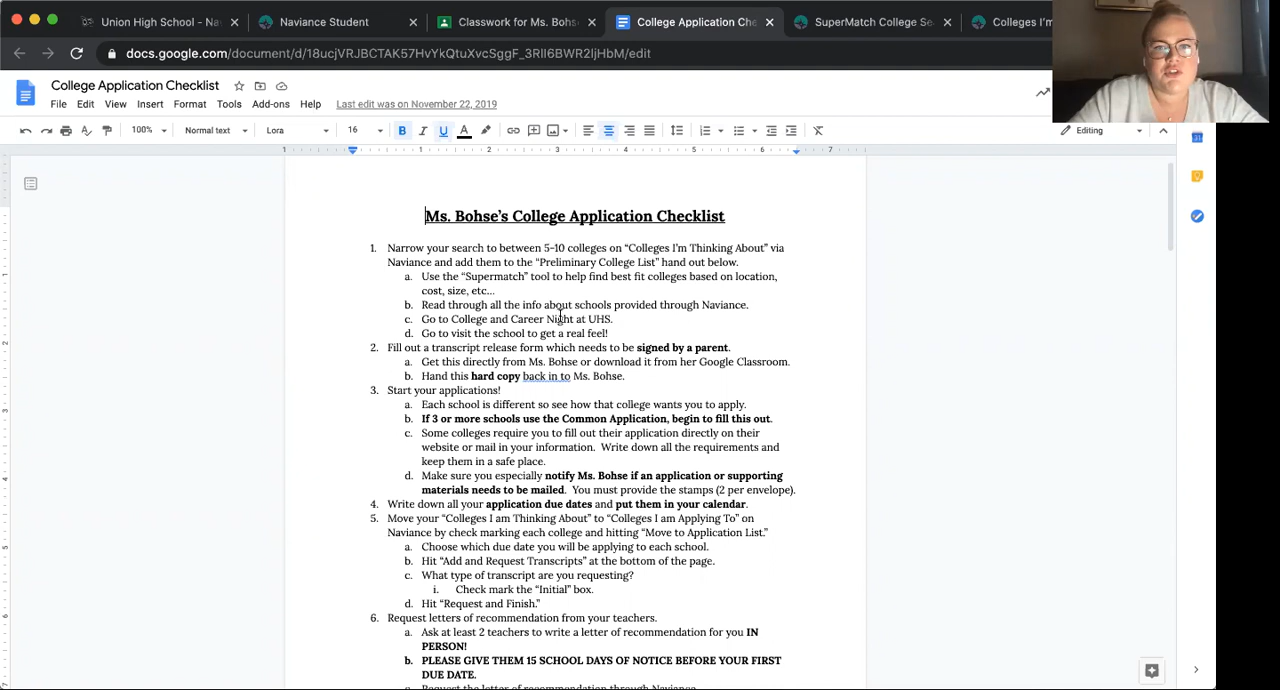 Union High School - Na
Naviance Student
Classwork for Ms. Bohs
College Application Che
SuperMatch College Se
Colleges I'm
docs.google.com/document/d/18ucjVRJBCTAK57HvYkQtuXvcSggF_3RlI6BWR2IjHbM/edit
College Application Checklist
File Edit View Insert Format Tools Add-ons Help Last edit was on November 22, 2019
100% Normal text Lora 16 B I U A Editing
1 1 2 3 4 5 6 7
Ms. Bohse's College Application Checklist
1. Narrow your search to between 5-10 colleges on "Colleges I'm Thinking About" via
Naviance and add them to the "Preliminary College List" hand out below.
a. Use the "Supermatch" tool to help find best fit colleges based on location,
cost, size, etc...
b. Read through all the info about schools provided through Naviance.
c. Go to College and Career Night at UHS.
d. Go to visit the school to get a real feel!
2. Fill out a transcript release form which needs to be signed by a parent.
a. Get this directly from Ms. Bohse or download it from her Google Classroom.
b. Hand this hard copy back in to Ms. Bohse.
3. Start your applications!
a. Each school is different so see how that college wants you to apply.
b. If 3 or more schools use the Common Application, begin to fill this out.
c. Some colleges require you to fill out their application directly on their
website or mail in your information. Write down all the requirements and
keep them in a safe place.
d. Make sure you especially notify Ms. Bohse if an application or supporting
materials needs to be mailed. You must provide the stamps (2 per envelope).
4. Write down all your application due dates and put them in your calendar.
5. Move your "Colleges I am Thinking About" to "Colleges I am Applying To" on
Naviance by check marking each college and hitting "Move to Application List."
a. Choose which due date you will be applying to each school.
b. Hit "Add and Request Transcripts" at the bottom of the page.
c. What type of transcript are you requesting?
i. Check mark the "Initial" box.
d. Hit "Request and Finish."
6. Request letters of recommendation from your teachers.
a. Ask at least 2 teachers to write a letter of recommendation for you IN
PERSON!
b. PLEASE GIVE THEM 15 SCHOOL DAYS OF NOTICE BEFORE YOUR FIRST
DUE DATE.
Request the letter of recommendation through Naviance